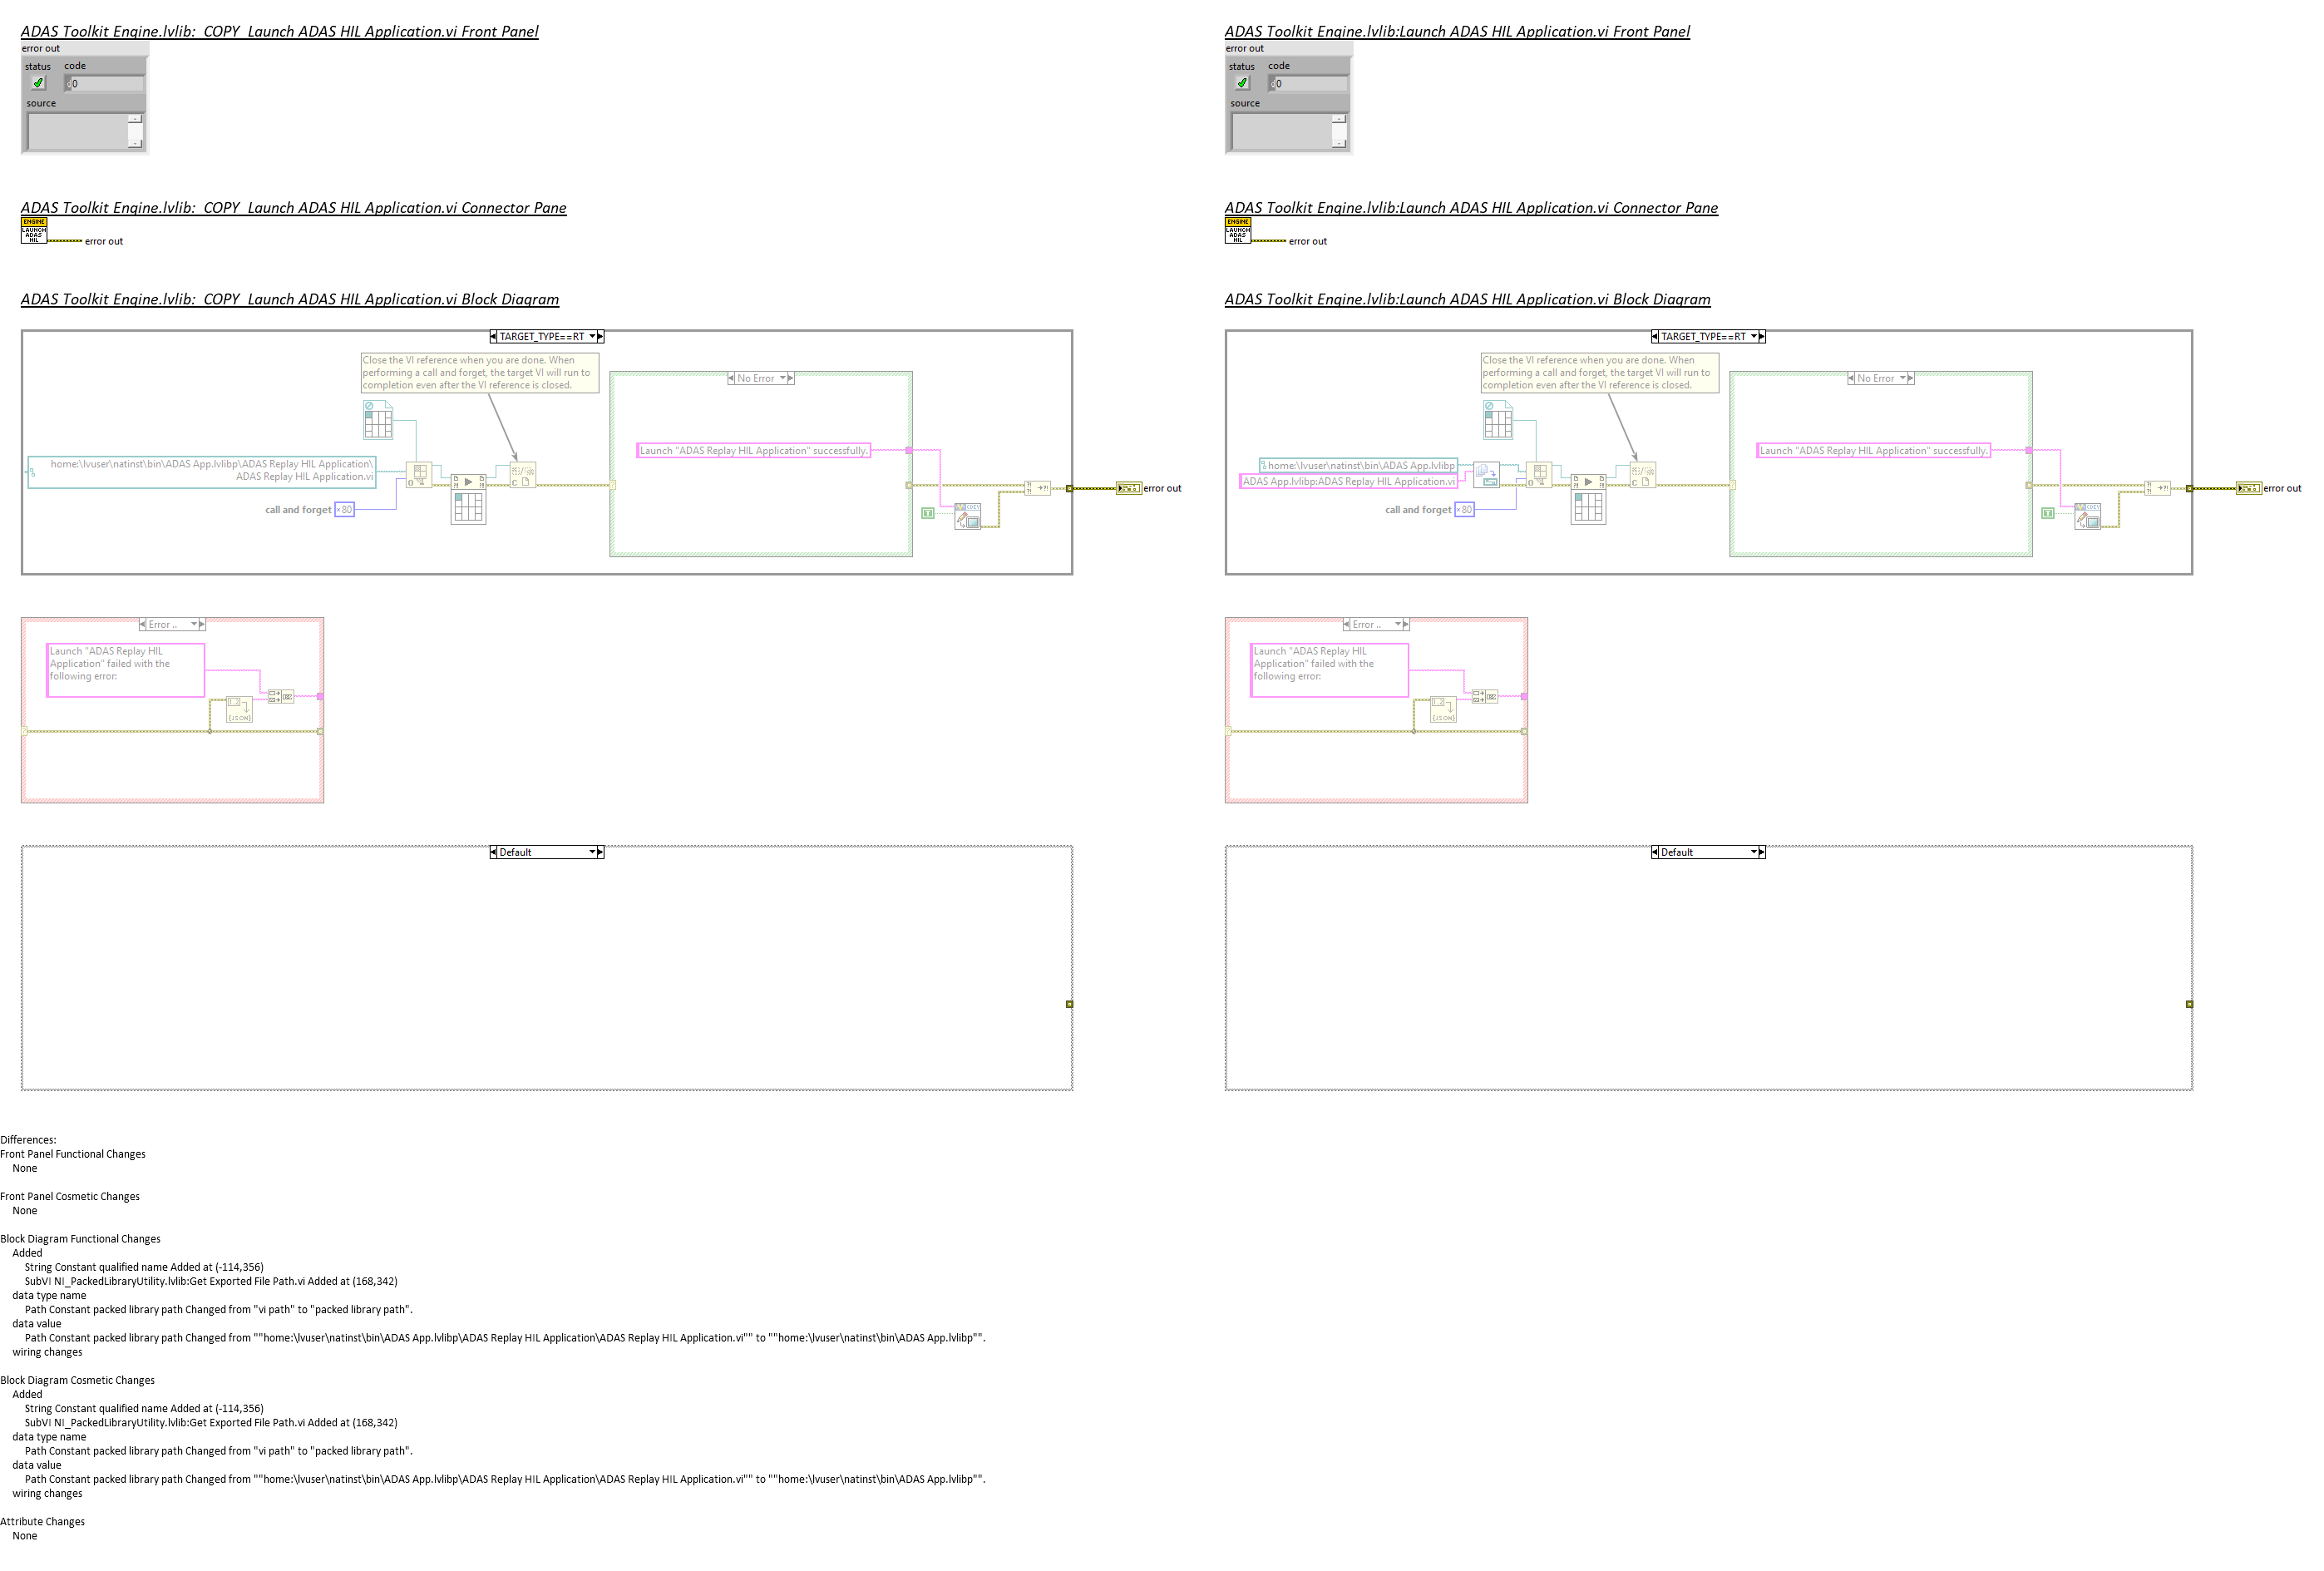 ADAS Toolkit Engine.lvlib:  COPY  Launch ADAS HIL Application.vi Front Panel
error out
status code
0
source
ADAS Toolkit Engine.lvlib:  COPY  Launch ADAS HIL Application.vi Connector Pane
ENGINE
LAUNCH
ADAS
HIL
error out
ADAS Toolkit Engine.lvlib:  COPY  Launch ADAS HIL Application.vi Block Diagram
TARGET_TYPE==RT
Close the VI reference when you are done. When
performing a call and forget, the target VI will run to
completion even after the VI reference is closed.
No Error
Launch "ADAS Replay HIL Application" successfully.
home:\lvuser\natinst\bin\ADAS App.lvlibp\ADAS Replay HIL Application\
ADAS Replay HIL Application.vi
call and forget x80
error out
Error ..
Launch "ADAS Replay HIL
Application" failed with the
following error:
{JSON}
Default
ADAS Toolkit Engine.lvlib:Launch ADAS HIL Application.vi Front Panel
error out
status code
0
source
ADAS Toolkit Engine.lvlib:Launch ADAS HIL Application.vi Connector Pane
ENGINE
LAUNCH
ADAS
HIL
error out
ADAS Toolkit Engine.lvlib:Launch ADAS HIL Application.vi Block Diagram
TARGET_TYPE==RT
Close the VI reference when you are done. When
performing a call and forget, the target VI will run to
completion even after the VI reference is closed.
No Error
Launch "ADAS Replay HIL Application" successfully.
home:\lvuser\natinst\bin\ADAS App.lvlibp
ADAS App.lvlibp:ADAS Replay HIL Application.vi
call and forget x80
error out
Error ..
Launch "ADAS Replay HIL
Application" failed with the
following error:
{JSON}
Default
Differences:
Front Panel Functional Changes
None
Front Panel Cosmetic Changes
None
Block Diagram Functional Changes
Added
String Constant qualified name Added at (-114,356)
SubVI NI_PackedLibraryUtility.lvlib:Get Exported File Path.vi Added at (168,342)
data type name
Path Constant packed library path Changed from "vi path" to "packed library path".
data value
Path Constant packed library path Changed from ""home:\lvuser\natinst\bin\ADAS App.lvlibp\ADAS Replay HIL Application\ADAS Replay HIL Application.vi"" to ""home:\lvuser\natinst\bin\ADAS App.lvlibp"".
wiring changes
Block Diagram Cosmetic Changes
Added
String Constant qualified name Added at (-114,356)
SubVI NI_PackedLibraryUtility.lvlib:Get Exported File Path.vi Added at (168,342)
data type name
Path Constant packed library path Changed from "vi path" to "packed library path".
data value
Path Constant packed library path Changed from ""home:\lvuser\natinst\bin\ADAS App.lvlibp\ADAS Replay HIL Application\ADAS Replay HIL Application.vi"" to ""home:\lvuser\natinst\bin\ADAS App.lvlibp"".
wiring changes
Attribute Changes
None